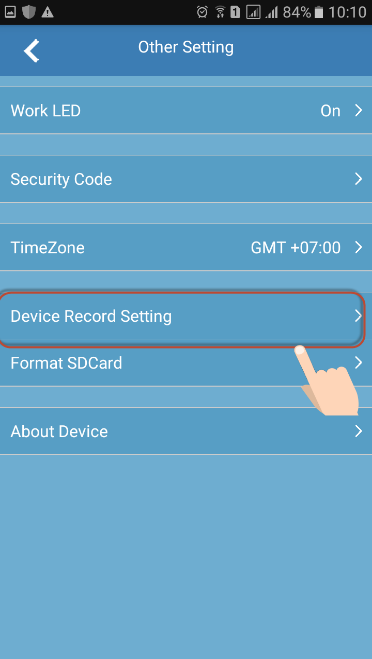 1 84% 10:10
Other Setting
Work LED On
Security Code
TimeZone GMT +07:00
Device Record Setting
Format SDCard
About Device